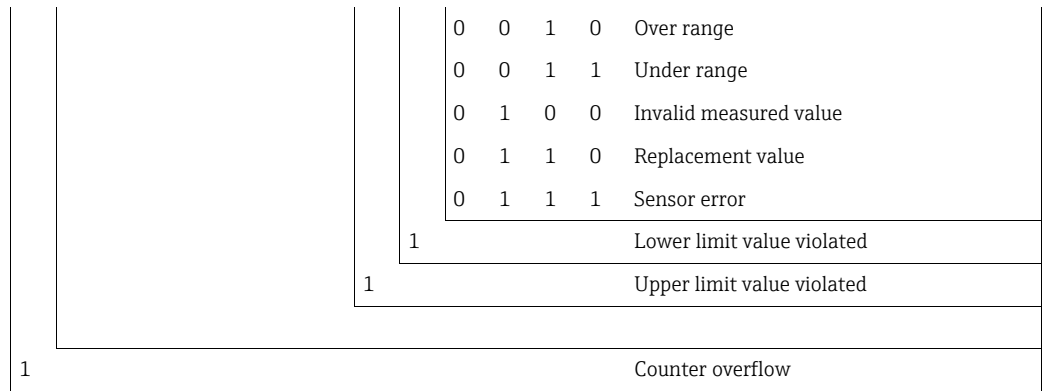 0 0 1 0 Over range
0 0 1 1 Under range
0 1 0 0 Invalid measured value
0 1 1 0 Replacement value
0 1 1 1 Sensor error
1 Lower limit value violated
1 Upper limit value violated
1 Counter overflow